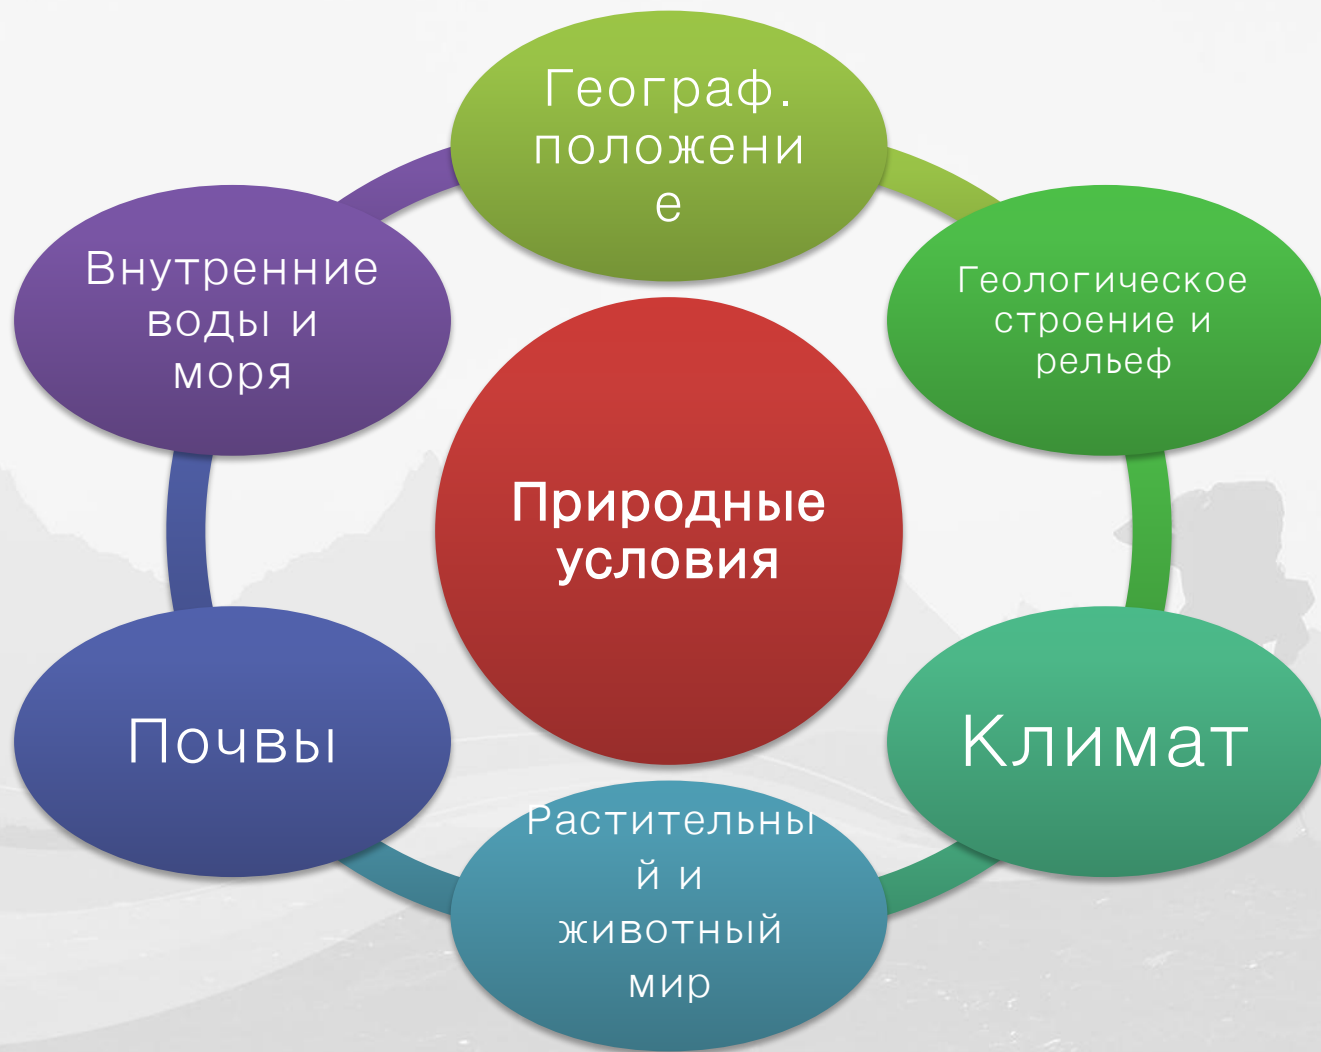 Географ.
положени
е
Геологическое
строение и
рельеф
Климат
Растительны
й и
животный
мир
Почвы
Внутренние
воды и
моря
Природные
условия